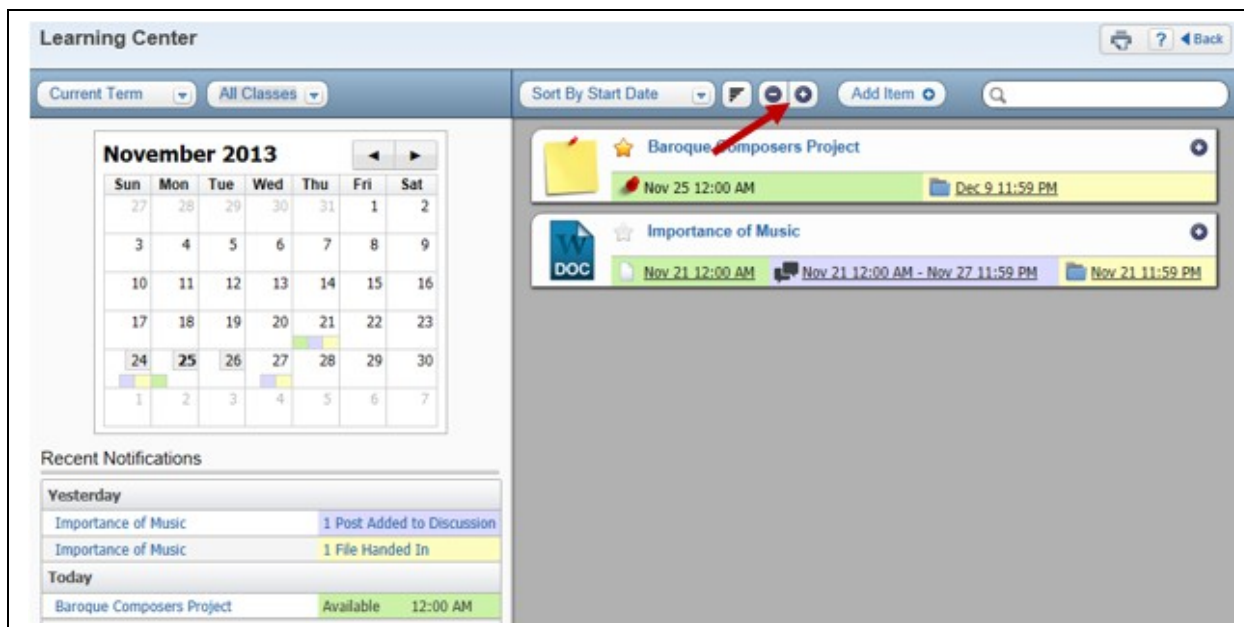 Learning Center
? Back
Current Term All Classes
Sort By Start Date Add Item
November 2013
Sun Mon Tue Wed Thu Fri Sat
27 28 29 30 31 1 2
3 4 5 6 7 8 9
10 11 12 13 14 15 16
17 18 19 20 21 22 23
24 25 26 27 28 29 30
1 2 3 4 5 6 7
Recent Notifications
Yesterday
Importance of Music 1 Post Added to Discussion
Importance of Music 1 File Handed In
Today
Baroque Composers Project Available 12:00 AM
Baroque Composers Project
Nov 25 12:00 AM Dec 9 11:59 PM
Importance of Music
W
DOC
Nov 21 12:00 AM Nov 21 12:00 AM - Nov 27 11:59 PM Nov 21 11:59 PM